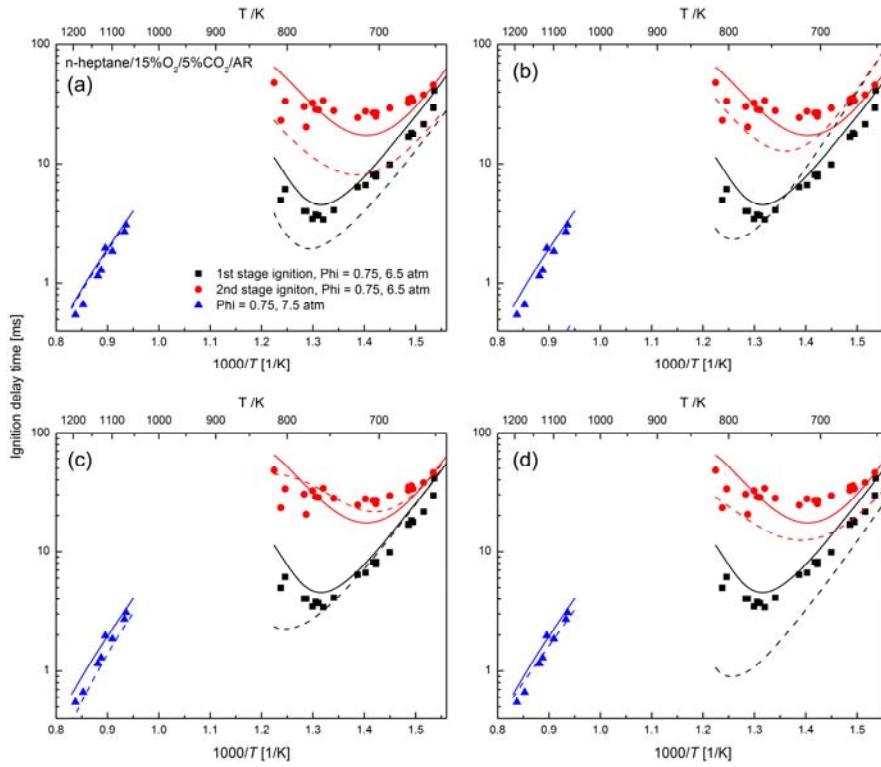 T /K
1200 1100 1000 900 800 700
n-heptane/15%O2/5%CO2/AR
(a)
100
10
1
1st stage ignition, Phi = 0.75, 6.5 atm
2nd stage ignition, Phi = 0.75, 6.5 atm
Phi = 0.75, 7.5 atm
0.8 0.9 1.0 1.1 1.2 1.3 1.4 1.5
1000/T [1/K]
T /K
1200 1100 1000 900 800 700
(b)
100
10
1
0.8 0.9 1.0 1.1 1.2 1.3 1.4 1.5
1000/T [1/K]
Ignition delay time [ms]
T /K
1200 1100 1000 900 800 700
(c)
100
10
1
0.8 0.9 1.0 1.1 1.2 1.3 1.4 1.5
1000/T [1/K]
T /K
1200 1100 1000 900 800 700
(d)
100
10
1
0.8 0.9 1.0 1.1 1.2 1.3 1.4 1.5
1000/T [1/K]